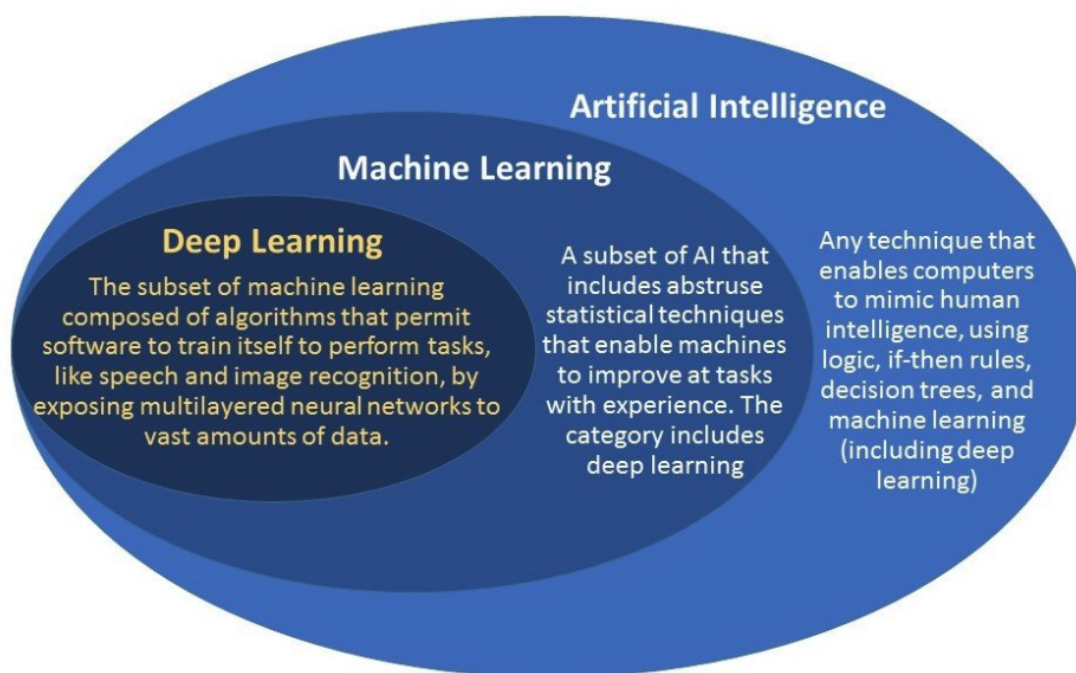 Artificial Intelligence
Machine Learning
Deep Learning
The subset of machine learning
composed of algorithms that permit
software to train itself to perform tasks,
like speech and image recognition, by
exposing multilayered neural networks to
vast amounts of data.
A subset of AI that
includes abstruse
statistical techniques
that enable machines
to improve at tasks
with experience. The
category includes
deep learning
Any technique that
enables computers
to mimic human
intelligence, using
logic, if-then rules,
decision trees, and
machine learning
(including deep
learning)